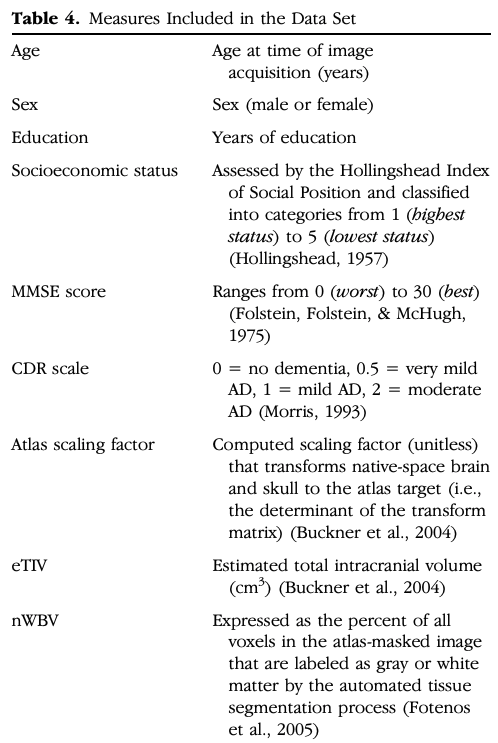 Table 4. Measures Included in the Data Set
Age Age at time of image
acquisition (years)
Sex Sex (male or female)
Education Years of education
Socioeconomic status Assessed by the Hollingshead Index
of Social Position and classified
into categories from 1 (highest
status) to 5 (lowest status)
(Hollingshead, 1957)
MMSE score Ranges from 0 (worst) to 30 (best)
(Folstein, Folstein, & McHugh,
1975)
CDR scale 0 = no dementia, 0.5 = very mild
AD, 1 = mild AD, 2 = moderate
AD (Morris, 1993)
Atlas scaling factor Computed scaling factor (unitless)
that transforms native-space brain
and skull to the atlas target (i.e.,
the determinant of the transform
matrix) (Buckner et al., 2004)
eTIV Estimated total intracranial volume
(cm³) (Buckner et al., 2004)
nWBV Expressed as the percent of all
voxels in the atlas-masked image
that are labeled as gray or white
matter by the automated tissue
segmentation process (Fotenos
et al., 2005)